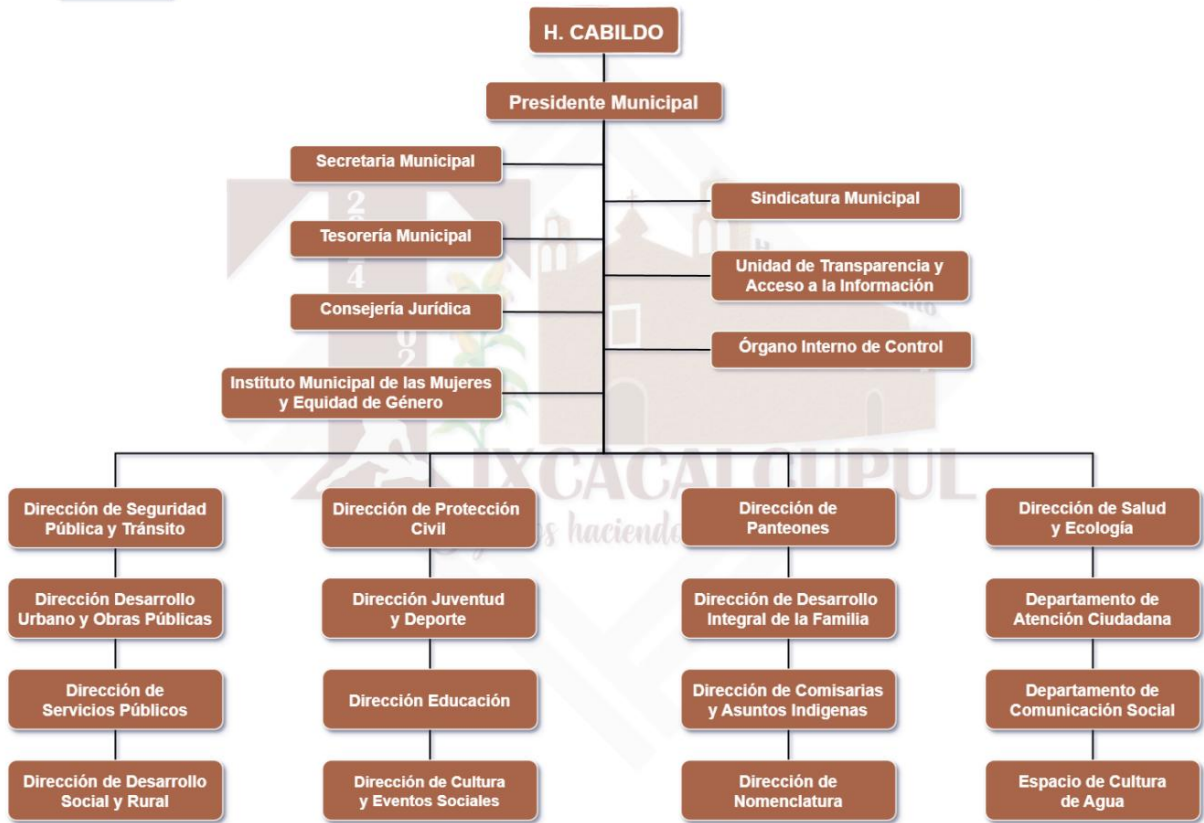 H. CABILDO
Presidente Municipal
Secretaria Municipal
Sindicatura Municipal
Tesorería Municipal
Unidad de Transparencia y
Acceso a la Información
Consejería Jurídica
Órgano Interno de Control
Instituto Municipal de las Mujeres
y Equidad de Género
IXCACALCUPUL
haciendo
Dirección de Seguridad
Pública y Tránsito
Dirección de Protección
Civil
Dirección de
Panteones
Dirección de Salud
y Ecología
Dirección Desarrollo
Urbano y Obras Públicas
Dirección Juventud
y Deporte
Dirección de Desarrollo
Integral de la Familia
Departamento de
Atención Ciudadana
Dirección de
Servicios Públicos
Dirección Educación
Dirección de Comisarias
y Asuntos Indigenas
Departamento de
Comunicación Social
Dirección de Desarrollo
Social y Rural
Dirección de Cultura
y Eventos Sociales
Dirección de
Nomenclatura
Espacio de Cultura
de Agua